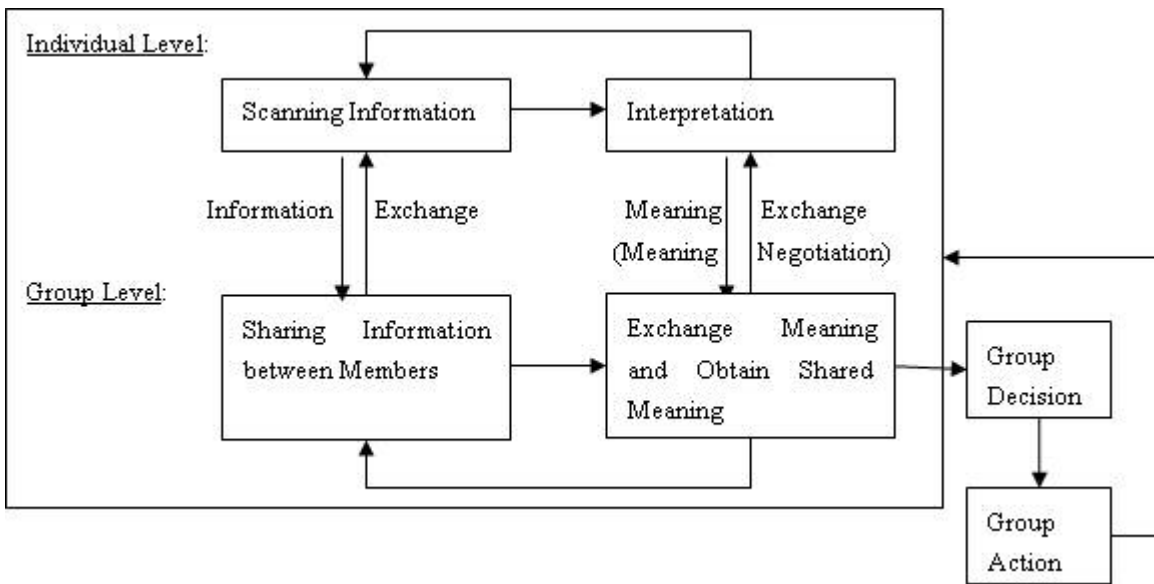 Individual Level:
Scanning Information
Interpretation
Information Exchange
Meaning Exchange
(Meaning Negotiation)
Group Level:
Sharing Information
between Members
Exchange Meaning
and Obtain Shared
Meaning
Group
Decision
Group
Action